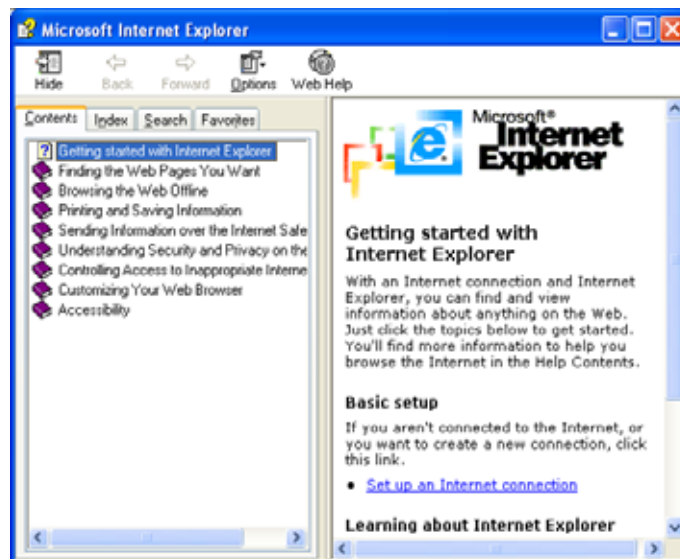 Microsoft Internet Explorer
Hide Back Forward Options Web Help
Contents Index Search Favorites
Getting started with Internet Explorer
Finding the Web Pages You Want
Browsing the Web Offline
Printing and Saving Information
Sending Information over the Internet Safe
Understanding Security and Privacy on the
Controlling Access to Inappropriate Interne
Customizing Your Web Browser
Accessibility
Microsoft®
Internet
Explorer
Getting started with
Internet Explorer
With an Internet connection and Internet
Explorer, you can find and view
information about anything on the Web.
Just click the topics below to get started.
You'll find more information to help you
browse the Internet in the Help Contents.
Basic setup
If you aren't connected to the Internet, or
you want to create a new connection, click
this link.
• Set up an Internet connection
Learning about Internet Explorer